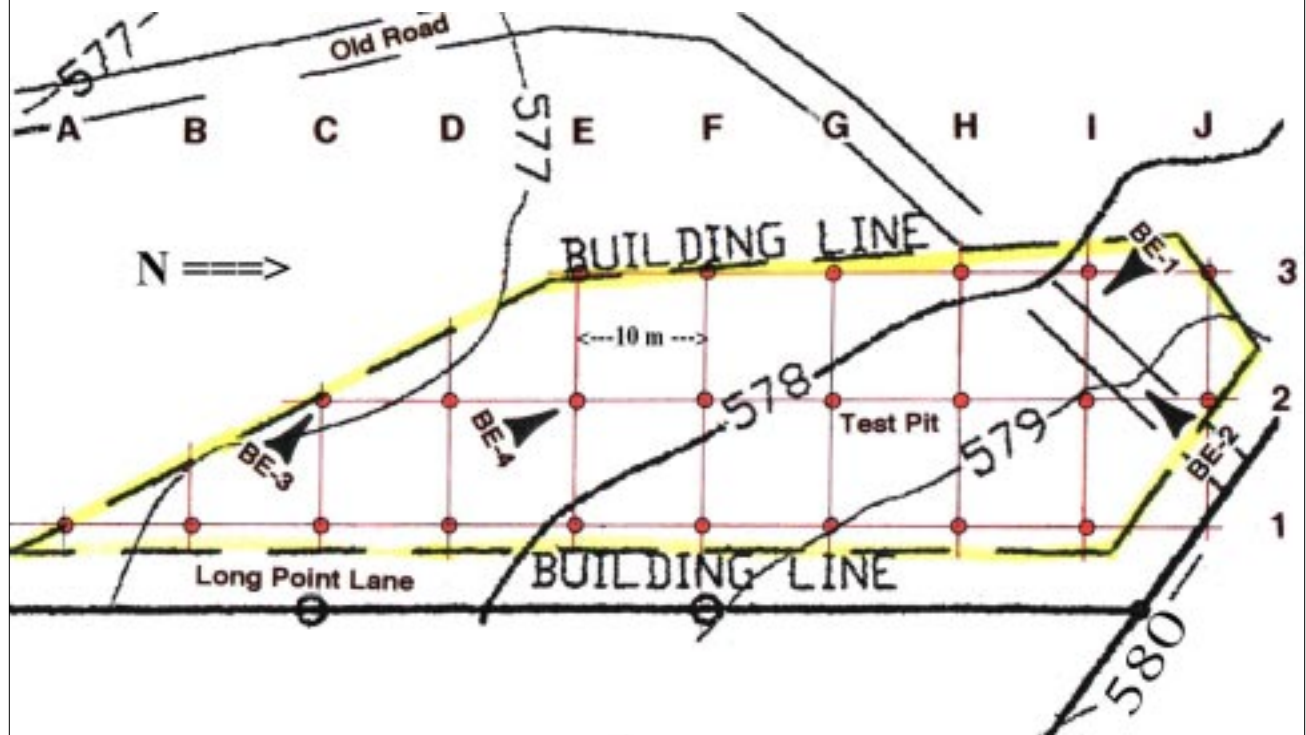 577
Old Road
577
A B C D E F G H I J
BUILDING LINE
BE-1
N ===>
3
<---10 m --->
578
2
BE-4
Test Pit
579
BE-3
BE-2
1
Long Point Lane
BUILDING LINE
580